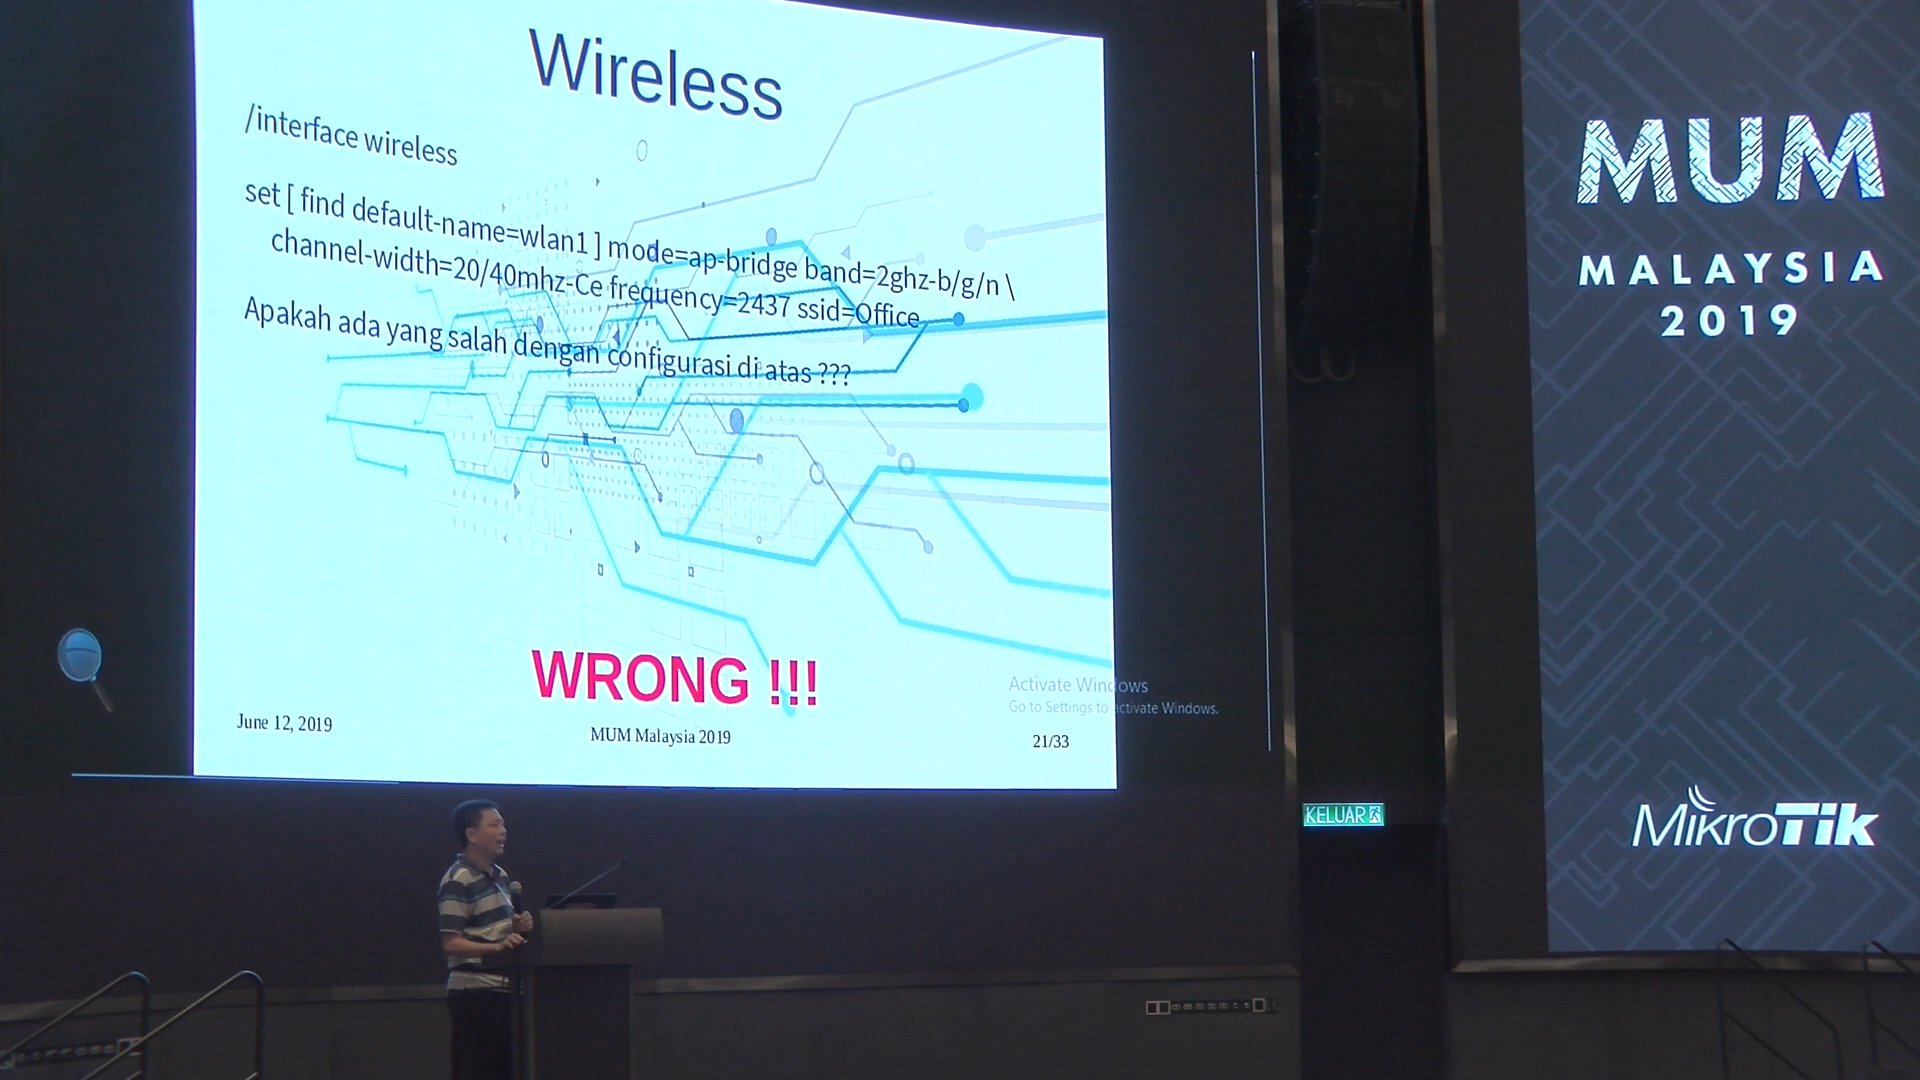 Wireless
/interface wireless
set [ find default-name=wlan1 ] mode=ap-bridge band=2ghz-b/g/n \
channel-width=20/40mhz-Ce frequency=2437 ssid=Office
Apakah ada yang salah dengan configurasi di atas ???
WRONG !!!
Activate Windows
Go to Settings to activate Windows.
June 12, 2019
MUM Malaysia 2019
21/33
MUM
MALAYSIA
2019
KELUAR
MikroTik